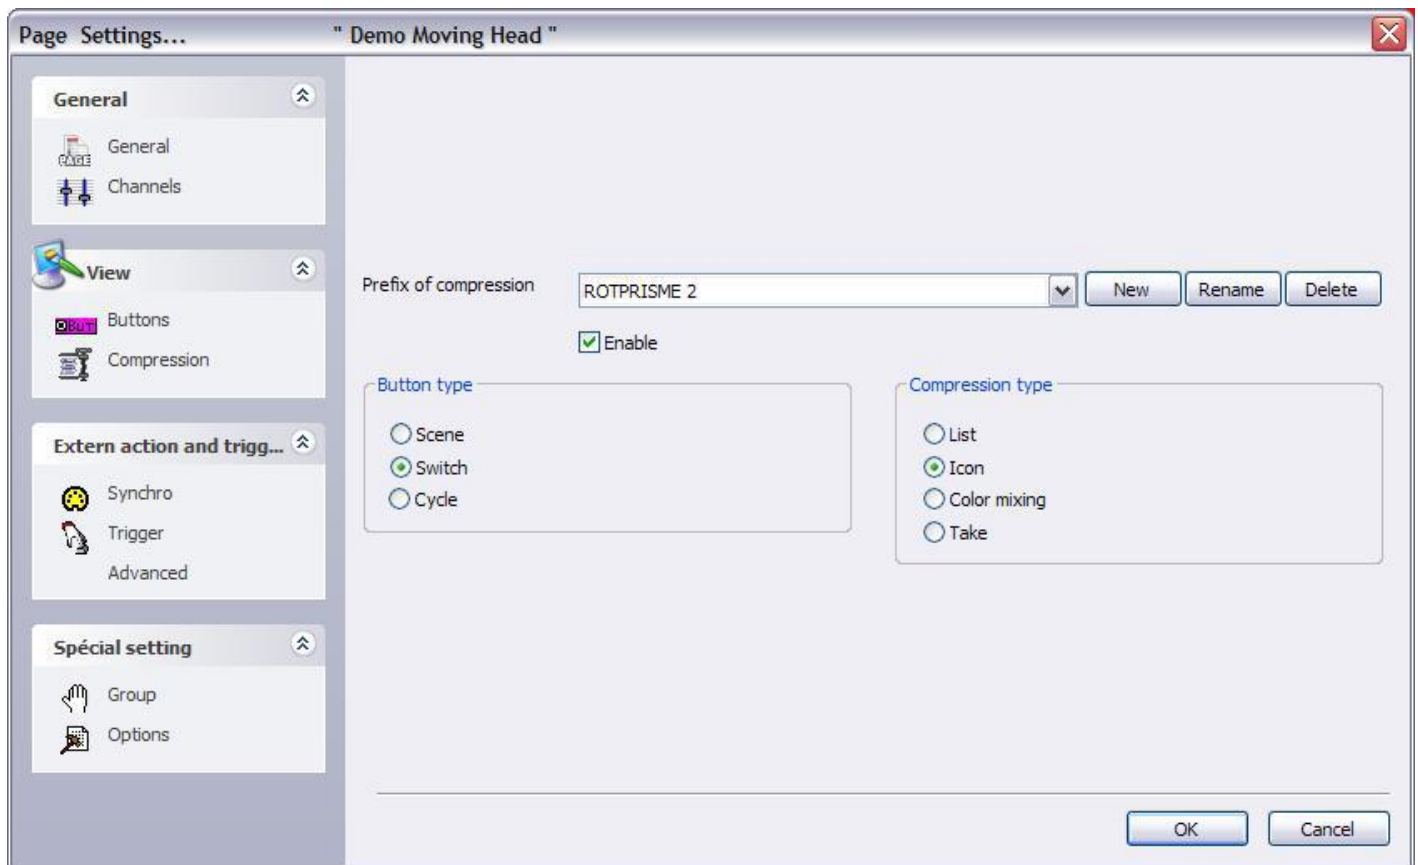 Page Settings... " Demo Moving Head "
General
General
PAGE
Channels
View
Buttons
BUT
Compression
Extern action and trigg...
Synchro
Trigger
Advanced
Spécial setting
Group
Options
Prefix of compression
ROTPRISME 2
New
Rename
Delete
Enable
Button type
Scene
Switch
Cycle
Compression type
List
Icon
Color mixing
Take
OK
Cancel